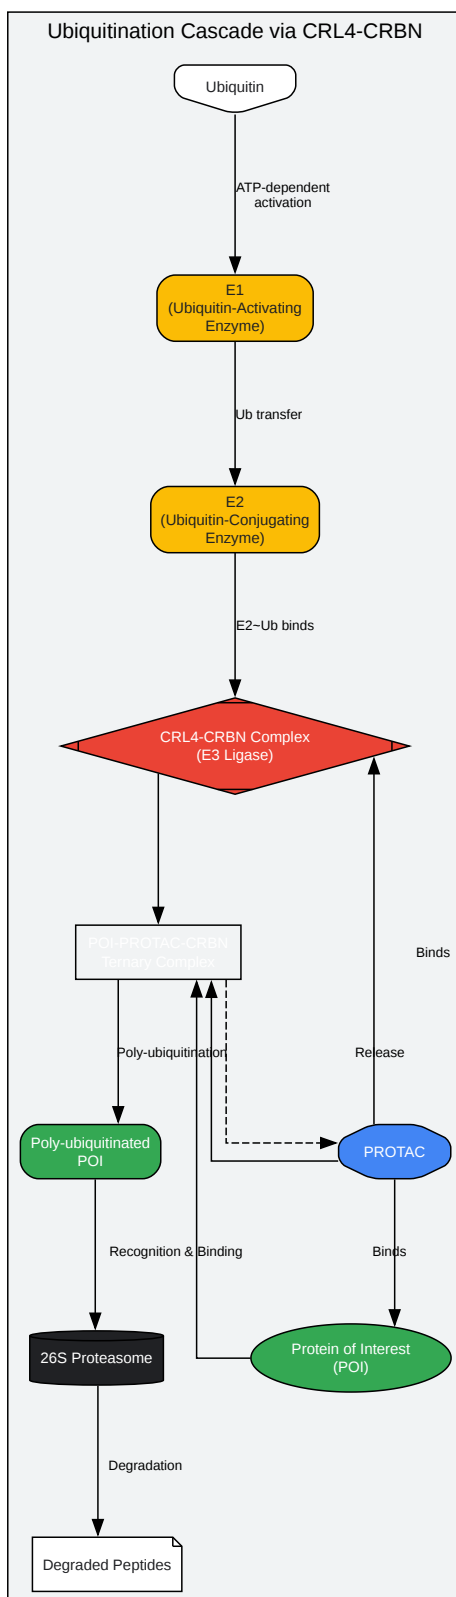 Ubiquitination Cascade via CRL4-CRBN
Ubiquitin
ATP-dependent
activation
E1
(Ubiquitin-Activating
Enzyme)
Ub transfer
E2
(Ubiquitin-Conjugating
Enzyme)
E2~Ub binds
CRL4-CRBN Complex
(E3 Ligase)
POI-PROTAC-CRBN
Ternary Complex
Binds
Poly-ubiquitination
Release
Poly-ubiquitinated
POI
PROTAC
Recognition & Binding
Binds
26S Proteasome
Protein of Interest
(POI)
Degradation
Degraded Peptides